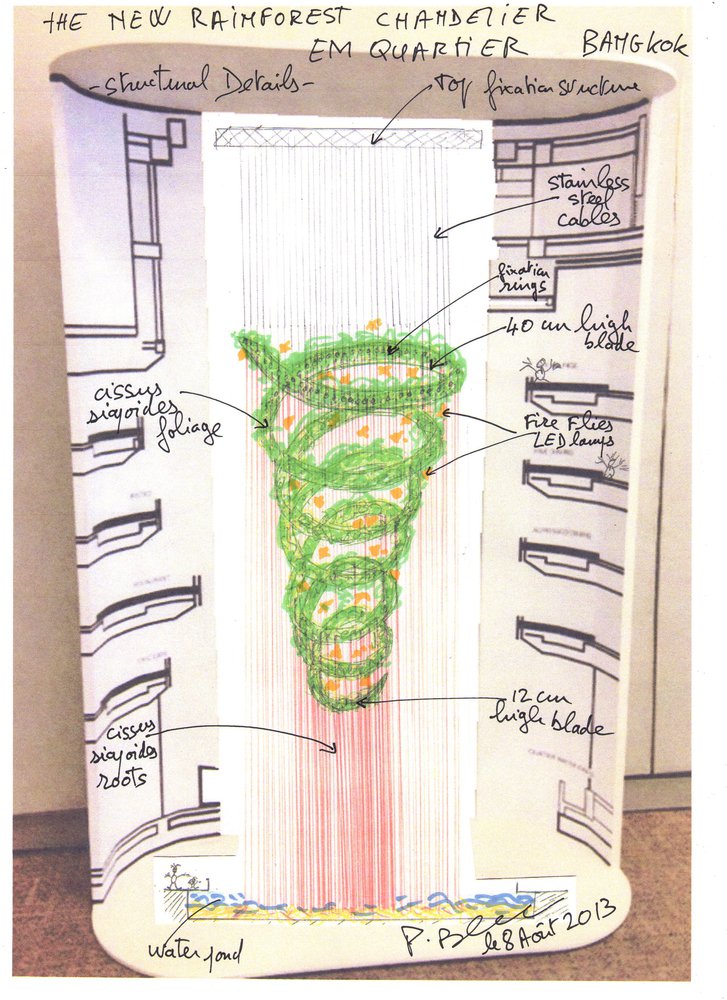 THE NEW RAINFOREST CHANDELIER
EM QUARTIER BANGKOK
-Structural Details-
Top fixation structure
stainless
steel
cables
fixation
rings
40 cm high
blade
cissus
sicyoides
foliage
Fire Flies
LED lamps
12 cm
high blade
cissus
sicyoides
roots
water pond
P. Blanc
le 8 Août 2013